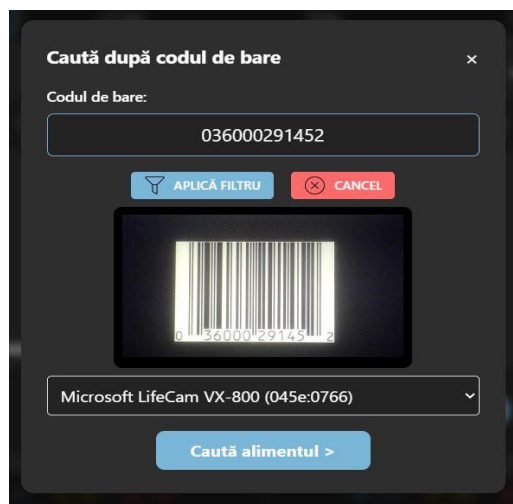 Caută după codul de bare ×
Codul de bare:
036000291452
APLICĂ FILTRU CANCEL
0 36000 29145 2
Microsoft LifeCam VX-800 (045e:0766)
Caută alimentul >